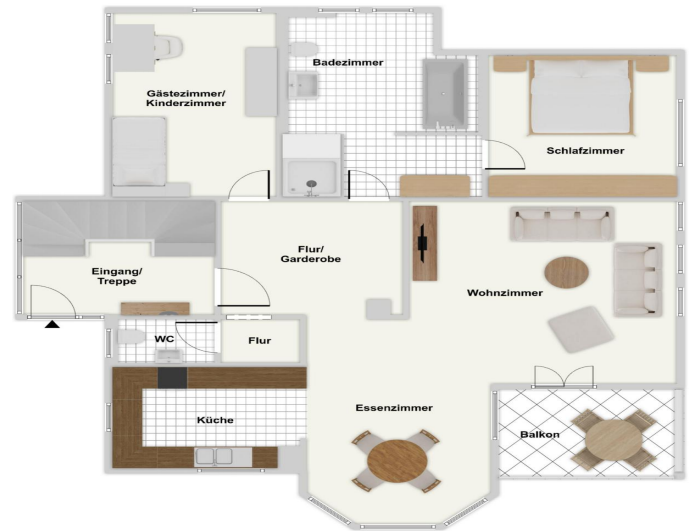 Badezimmer
Gästezimmer/
Kinderzimmer
Schlafzimmer
Flur/
Garderobe
Eingang/
Treppe
Wohnzimmer
WC
Flur
Essenzimmer
Küche
Balkon